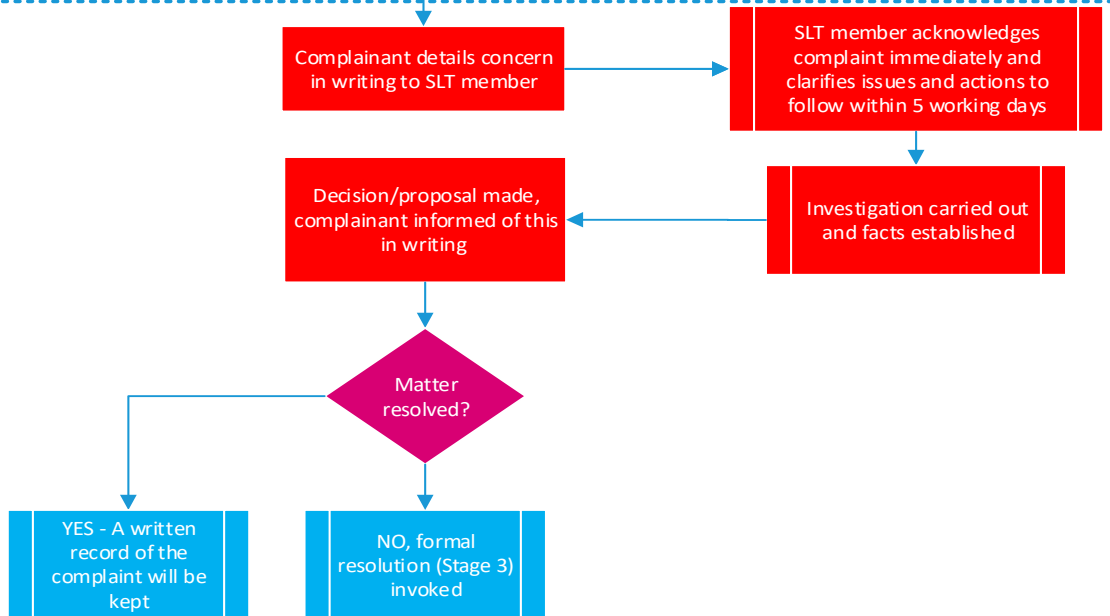 Complainant details concern
in writing to SLT member
SLT member acknowledges
complaint immediately and
clarifies issues and actions to
follow within 5 working days
Investigation carried out
and facts established
Decision/proposal made,
complainant informed of this
in writing
Matter
resolved?
YES - A written
record of the
complaint will be
kept
NO, formal
resolution (Stage 3)
invoked